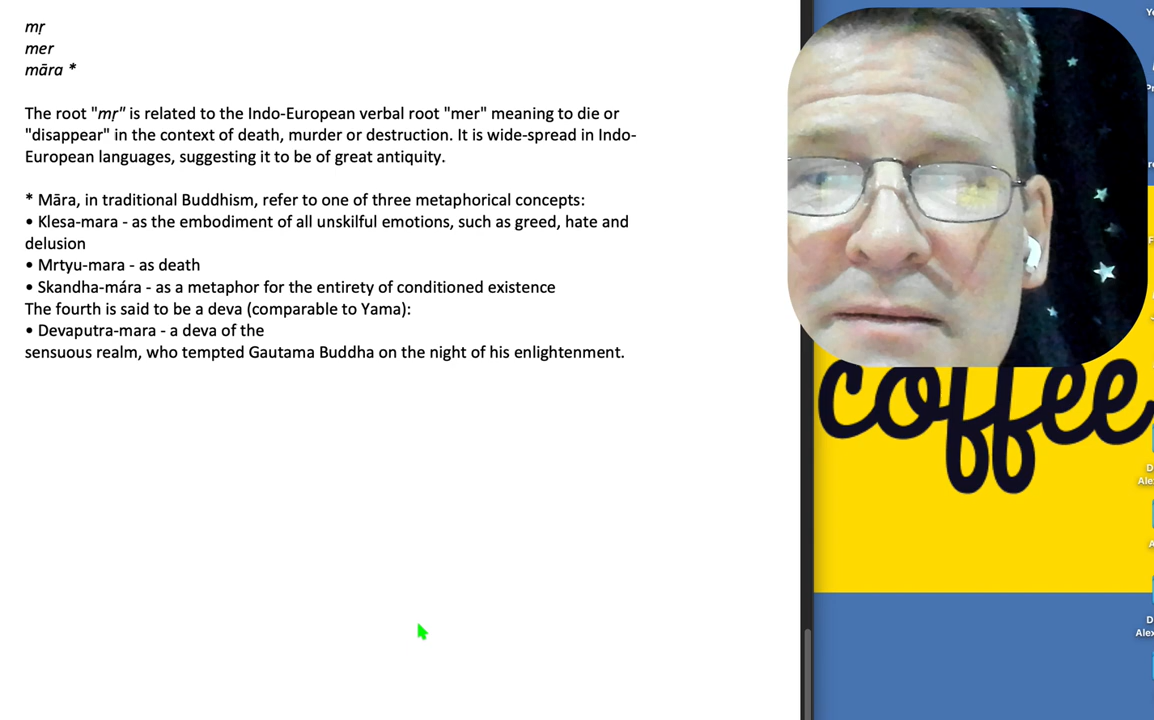 mṛ
mer
māra *
The root "mṛ" is related to the Indo-European verbal root "mer" meaning to die or
"disappear" in the context of death, murder or destruction. It is wide-spread in Indo-
European languages, suggesting it to be of great antiquity.
* Māra, in traditional Buddhism, refer to one of three metaphorical concepts:
• Klesa-mara - as the embodiment of all unskilful emotions, such as greed, hate and
delusion
• Mrtyu-mara - as death
• Skandha-mára - as a metaphor for the entirety of conditioned existence
The fourth is said to be a deva (comparable to Yama):
• Devaputra-mara - a deva of the
sensuous realm, who tempted Gautama Buddha on the night of his enlightenment.
coffee